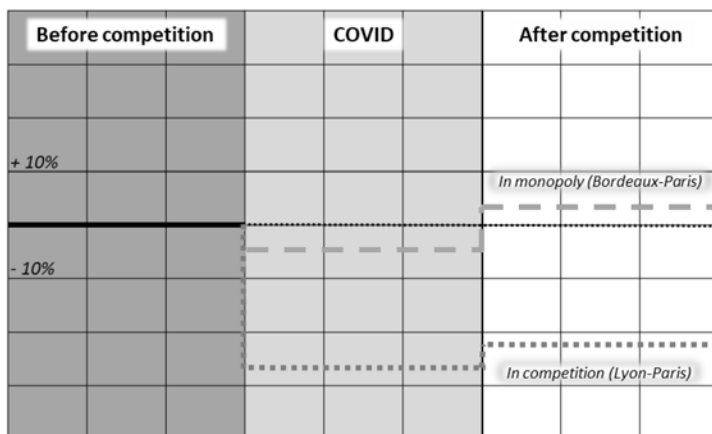 Before competition
COVID
After competition
+ 10%
In monopoly (Bordeaux-Paris)
- 10%
In competition (Lyon-Paris)